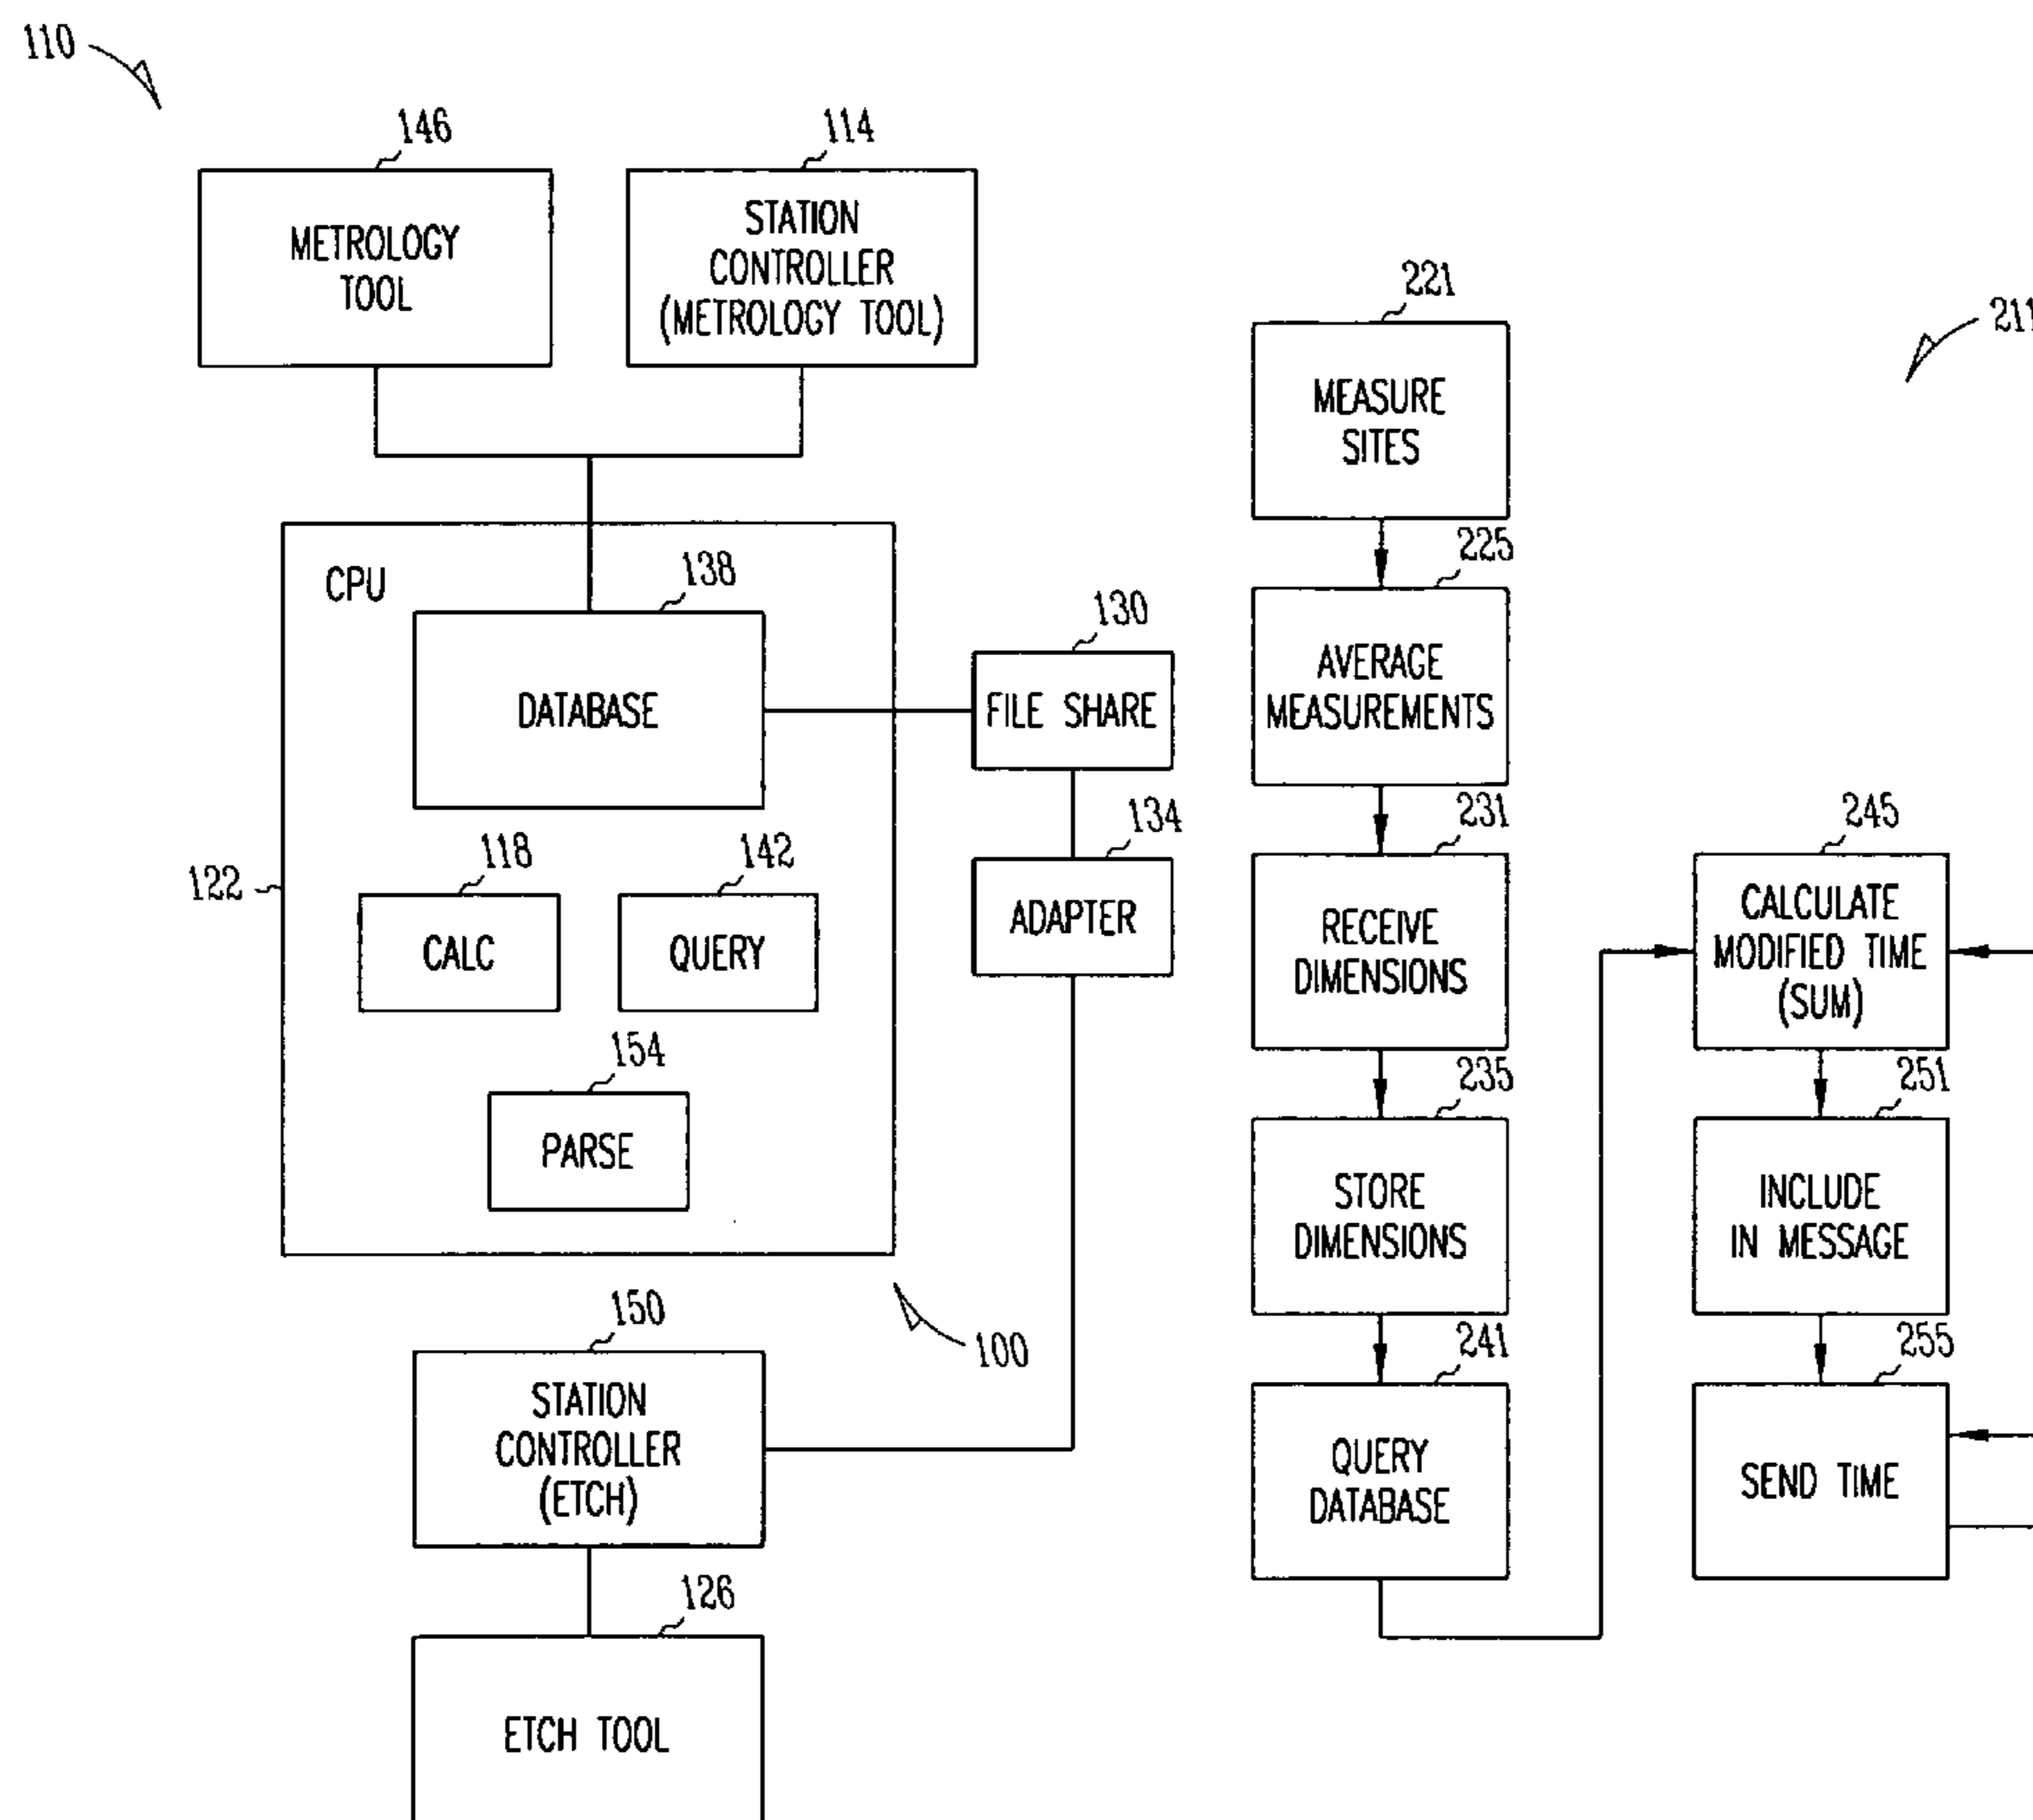 110
146
METROLOGY
TOOL
114
STATION
CONTROLLER
(METROLOGY TOOL)
CPU
138
DATABASE
130
FILE SHARE
134
ADAPTER
122
118
CALC
142
QUERY
154
PARSE
100
150
STATION
CONTROLLER
(ETCH)
126
ETCH TOOL
211
221
MEASURE
SITES
225
AVERAGE
MEASUREMENTS
231
RECEIVE
DIMENSIONS
235
STORE
DIMENSIONS
241
QUERY
DATABASE
245
CALCULATE
MODIFIED TIME
(SUM)
251
INCLUDE
IN MESSAGE
255
SEND TIME